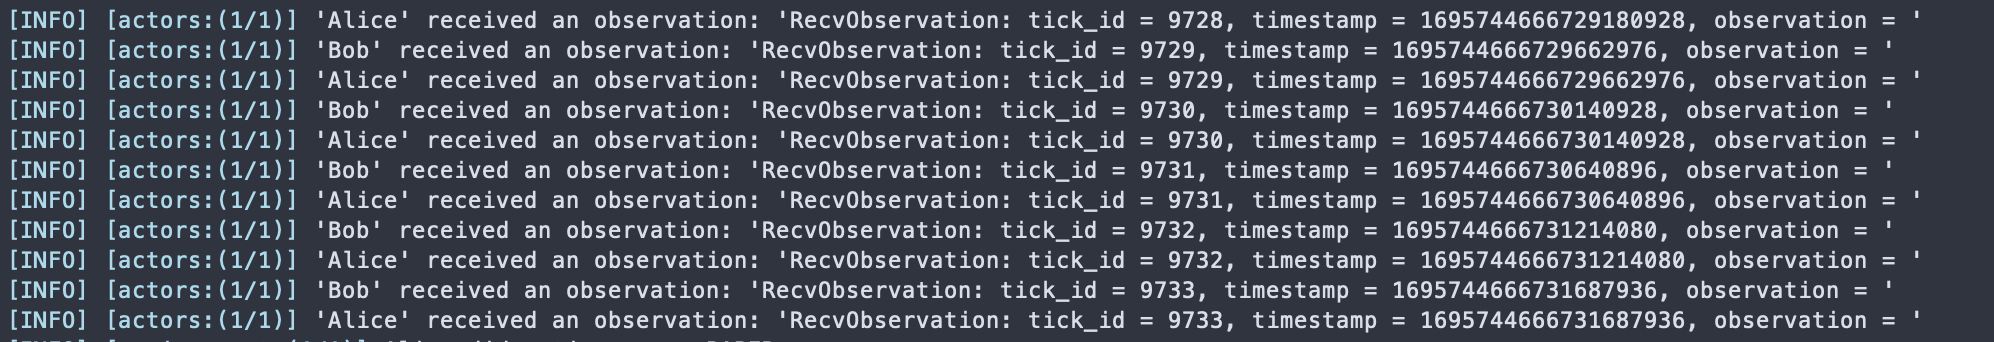 [INFO] [actors:(1/1)] 'Alice' received an observation: 'RecvObservation: tick_id = 9728, timestamp = 1695744666729180928, observation = '
[INFO] [actors:(1/1)] 'Bob' received an observation: 'RecvObservation: tick_id = 9729, timestamp = 1695744666729662976, observation = '
[INFO] [actors:(1/1)] 'Alice' received an observation: 'RecvObservation: tick_id = 9729, timestamp = 1695744666729662976, observation = '
[INFO] [actors:(1/1)] 'Bob' received an observation: 'RecvObservation: tick_id = 9730, timestamp = 1695744666730140928, observation = '
[INFO] [actors:(1/1)] 'Alice' received an observation: 'RecvObservation: tick_id = 9730, timestamp = 1695744666730140928, observation = '
[INFO] [actors:(1/1)] 'Bob' received an observation: 'RecvObservation: tick_id = 9731, timestamp = 1695744666730640896, observation = '
[INFO] [actors:(1/1)] 'Alice' received an observation: 'RecvObservation: tick_id = 9731, timestamp = 1695744666730640896, observation = '
[INFO] [actors:(1/1)] 'Bob' received an observation: 'RecvObservation: tick_id = 9732, timestamp = 1695744666731214080, observation = '
[INFO] [actors:(1/1)] 'Alice' received an observation: 'RecvObservation: tick_id = 9732, timestamp = 1695744666731214080, observation = '
[INFO] [actors:(1/1)] 'Bob' received an observation: 'RecvObservation: tick_id = 9733, timestamp = 1695744666731687936, observation = '
[INFO] [actors:(1/1)] 'Alice' received an observation: 'RecvObservation: tick_id = 9733, timestamp = 1695744666731687936, observation = '